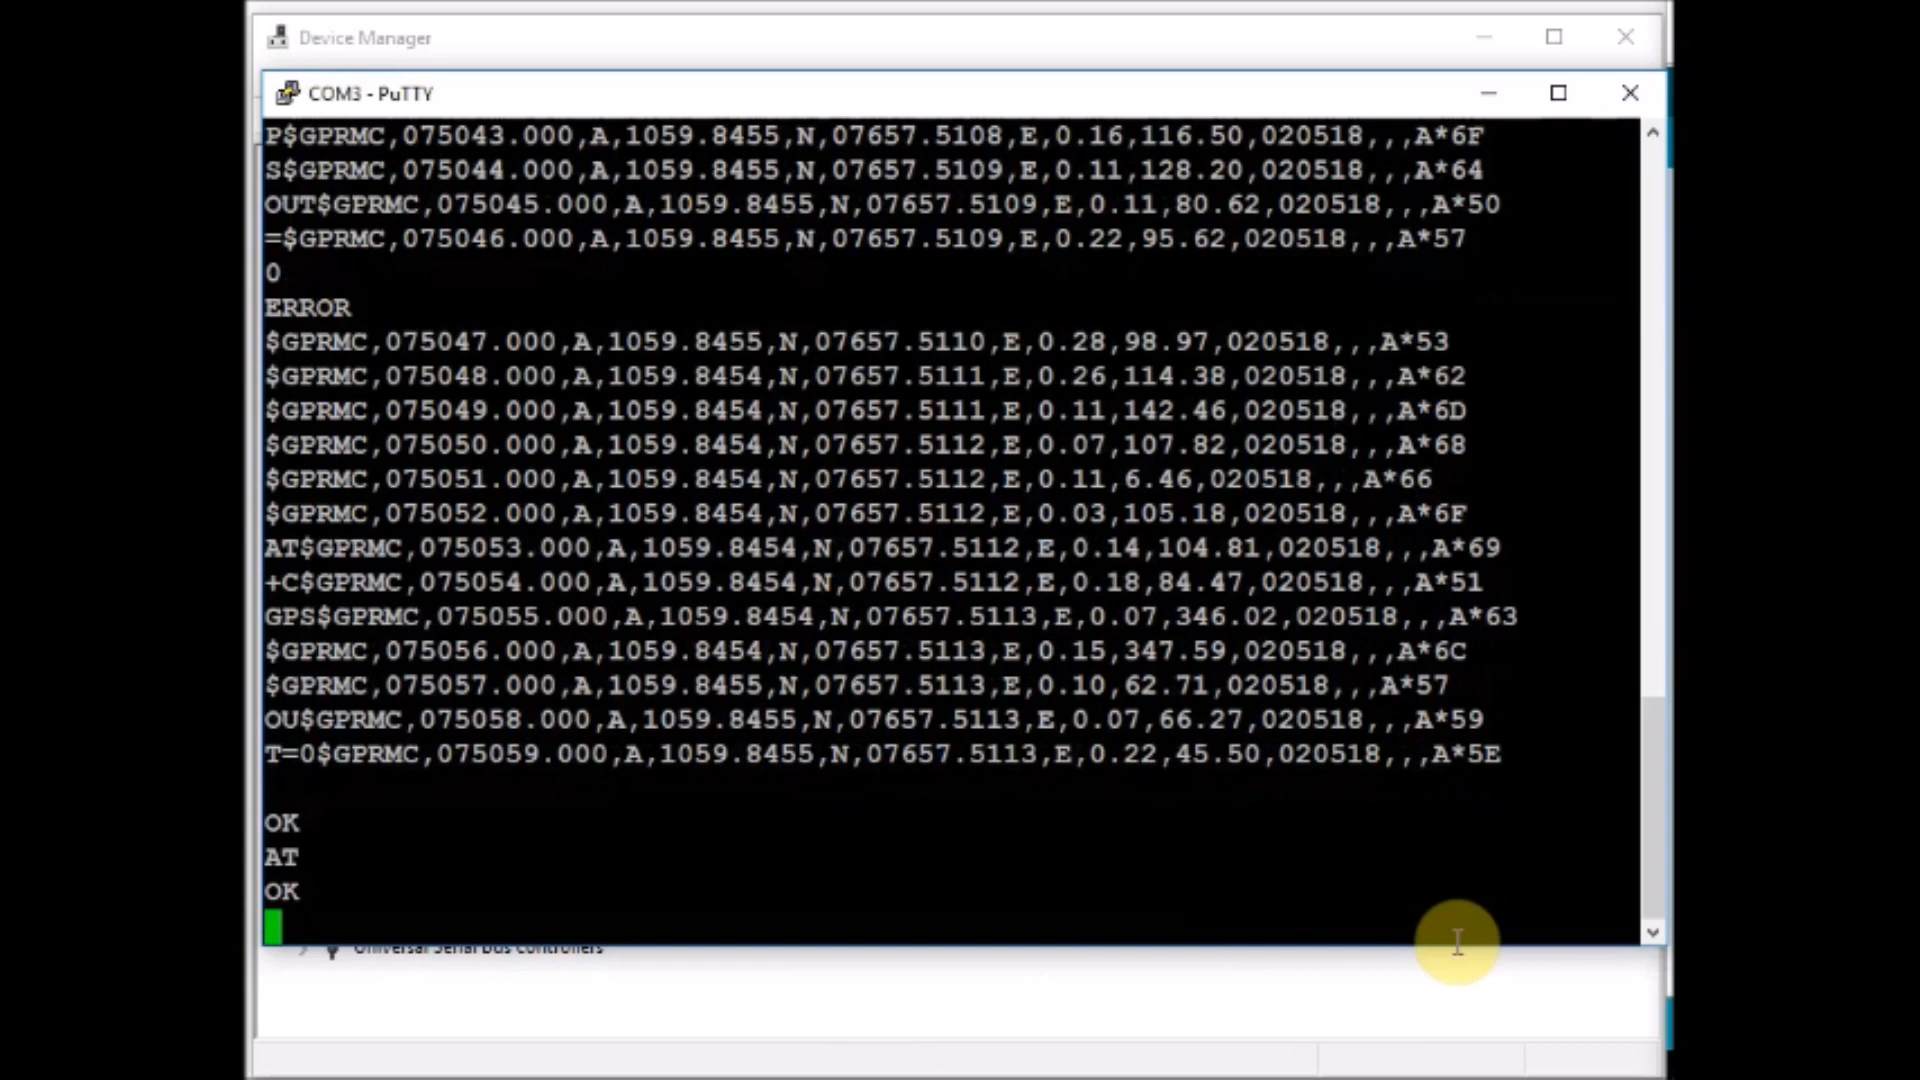 Device Manager
COM3 - PuTTY
P$GPRMC,075043.000,A,1059.8455,N,07657.5108,E,0.16,116.50,020518,,,A*6F
S$GPRMC,075044.000,A,1059.8455,N,07657.5109,E,0.11,128.20,020518,,,A*64
OUT$GPRMC,075045.000,A,1059.8455,N,07657.5109,E,0.11,80.62,020518,,,A*50
=$GPRMC,075046.000,A,1059.8455,N,07657.5109,E,0.22,95.62,020518,,,A*57
0
ERROR
$GPRMC,075047.000,A,1059.8455,N,07657.5110,E,0.28,98.97,020518,,,A*53
$GPRMC,075048.000,A,1059.8454,N,07657.5111,E,0.26,114.38,020518,,,A*62
$GPRMC,075049.000,A,1059.8454,N,07657.5111,E,0.11,142.46,020518,,,A*6D
$GPRMC,075050.000,A,1059.8454,N,07657.5112,E,0.07,107.82,020518,,,A*68
$GPRMC,075051.000,A,1059.8454,N,07657.5112,E,0.11,6.46,020518,,,A*66
$GPRMC,075052.000,A,1059.8454,N,07657.5112,E,0.03,105.18,020518,,,A*6F
AT$GPRMC,075053.000,A,1059.8454,N,07657.5112,E,0.14,104.81,020518,,,A*69
+C$GPRMC,075054.000,A,1059.8454,N,07657.5112,E,0.18,84.47,020518,,,A*51
GPS$GPRMC,075055.000,A,1059.8454,N,07657.5113,E,0.07,346.02,020518,,,A*63
$GPRMC,075056.000,A,1059.8454,N,07657.5113,E,0.15,347.59,020518,,,A*6C
$GPRMC,075057.000,A,1059.8455,N,07657.5113,E,0.10,62.71,020518,,,A*57
OU$GPRMC,075058.000,A,1059.8455,N,07657.5113,E,0.07,66.27,020518,,,A*59
T=0$GPRMC,075059.000,A,1059.8455,N,07657.5113,E,0.22,45.50,020518,,,A*5E
OK
AT
OK
Universal Serial Bus controllers